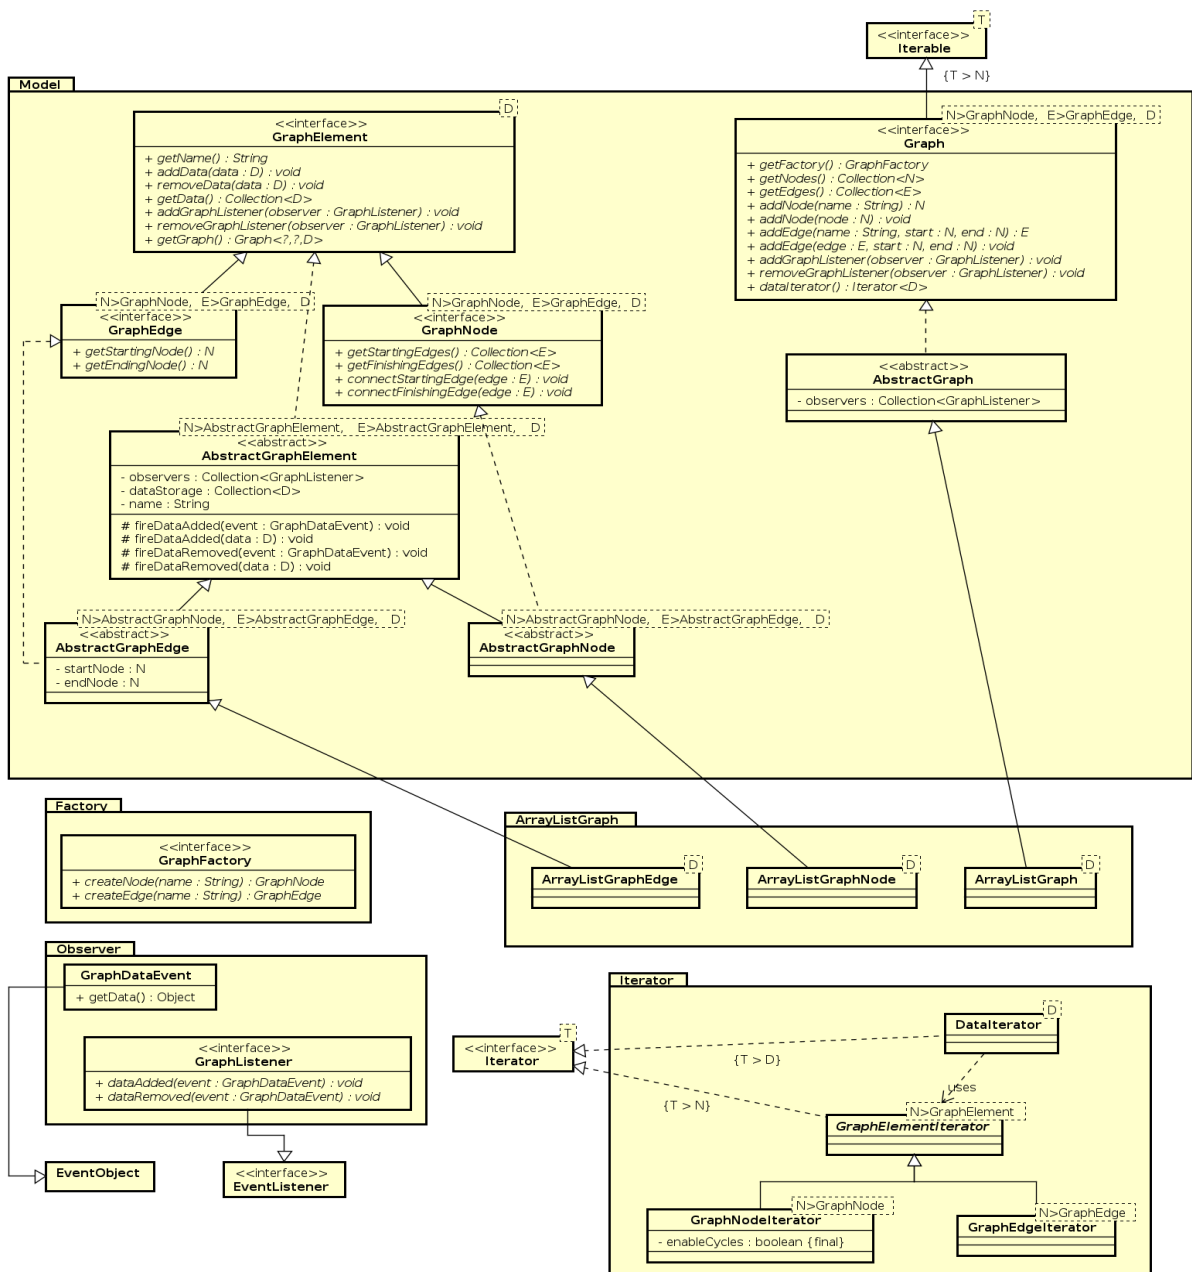 T
<<interface>>
Iterable
{T > N}
Model
D
<<interface>>
GraphElement
+ getName() : String
+ addData(data : D) : void
+ removeData(data : D) : void
+ getData() : Collection<D>
+ addGraphListener(observer : GraphListener) : void
+ removeGraphListener(observer : GraphListener) : void
+ getGraph() : Graph<?,?,D>
N>GraphNode, E>GraphEdge, D
<<interface>>
Graph
+ getFactory() : GraphFactory
+ getNodes() : Collection<N>
+ getEdges() : Collection<E>
+ addNode(name : String) : N
+ addNode(node : N) : void
+ addEdge(name : String, start : N, end : N) : E
+ addEdge(edge : E, start : N, end : N) : void
+ addGraphListener(observer : GraphListener) : void
+ removeGraphListener(observer : GraphListener) : void
+ dataIterator() : Iterator<D>
N>GraphNode, E>GraphEdge, D
<<interface>>
GraphEdge
+ getStartingNode() : N
+ getEndingNode() : N
N>GraphNode, E>GraphEdge, D
<<interface>>
GraphNode
+ getStartingEdges() : Collection<E>
+ getFinishingEdges() : Collection<E>
+ connectStartingEdge(edge : E) : void
+ connectFinishingEdge(edge : E) : void
<<abstract>>
AbstractGraph
- observers : Collection<GraphListener>
N>AbstractGraphElement, E>AbstractGraphElement, D
<<abstract>>
AbstractGraphElement
- observers : Collection<GraphListener>
- dataStorage : Collection<D>
- name : String
# fireDataAdded(event : GraphDataEvent) : void
# fireDataAdded(data : D) : void
# fireDataRemoved(event : GraphDataEvent) : void
# fireDataRemoved(data : D) : void
N>AbstractGraphNode, E>AbstractGraphEdge, D
<<abstract>>
AbstractGraphEdge
- startNode : N
- endNode : N
N>AbstractGraphNode, E>AbstractGraphEdge, D
<<abstract>>
AbstractGraphNode
Factory
<<interface>>
GraphFactory
+ createNode(name : String) : GraphNode
+ createEdge(name : String) : GraphEdge
ArrayListGraph
D
ArrayListGraphEdge
D
ArrayListGraphNode
D
ArrayListGraph
Observer
GraphDataEvent
+ getData() : Object
<<interface>>
GraphListener
+ dataAdded(event : GraphDataEvent) : void
+ dataRemoved(event : GraphDataEvent) : void
EventObject
<<interface>>
EventListener
T
<<interface>>
Iterator
{T > D}
{T > N}
Iterator
D
DataIterator
uses
N>GraphElement
GraphElementIterator
N>GraphNode
GraphNodeIterator
- enableCycles : boolean {final}
N>GraphEdge
GraphEdgeIterator